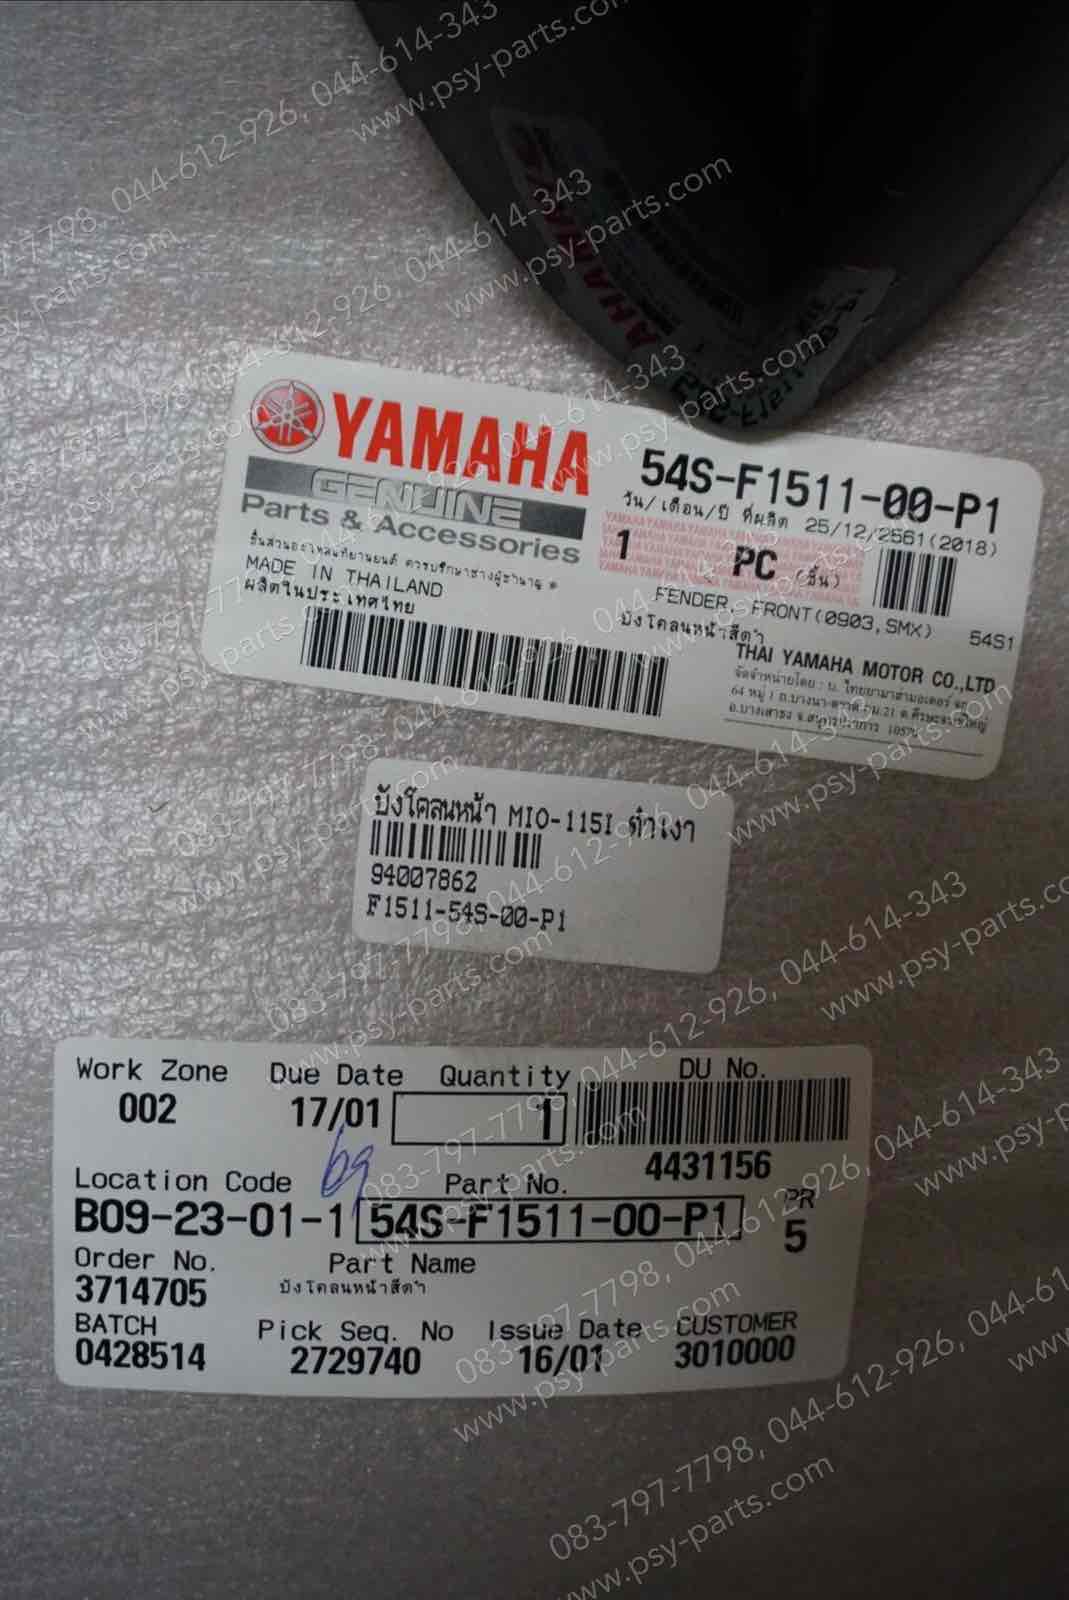 YAMAHA
GENUINE
Parts & Accessories
MADE IN THAILAND
ผลิตในประเทศไทย
54S-F1511-00-P1
วัน/เดือน/ปี ที่ผลิต 25/12/2561(2018)
1 PC (ชิ้น)
FENDER, FRONT(0903,SMX)
บังโคลนหน้าสีดำ
54S1
THAI YAMAHA MOTOR CO.,LTD
บังโคลนหน้า MIO-115I ดำเงา
94007862
F1511-54S-00-P1
Work Zone Due Date Quantity DU No.
002 17/01 1
4431156
69
Location Code Part No. PR
B09-23-01-1 54S-F1511-00-P1 5
Order No. Part Name
3714705 บังโคลนหน้าสีดำ
BATCH Pick Seq. No Issue Date CUSTOMER
0428514 2729740 16/01 3010000
083-797-7798, 044-612-926, 044-614-343
www.psy-parts.com